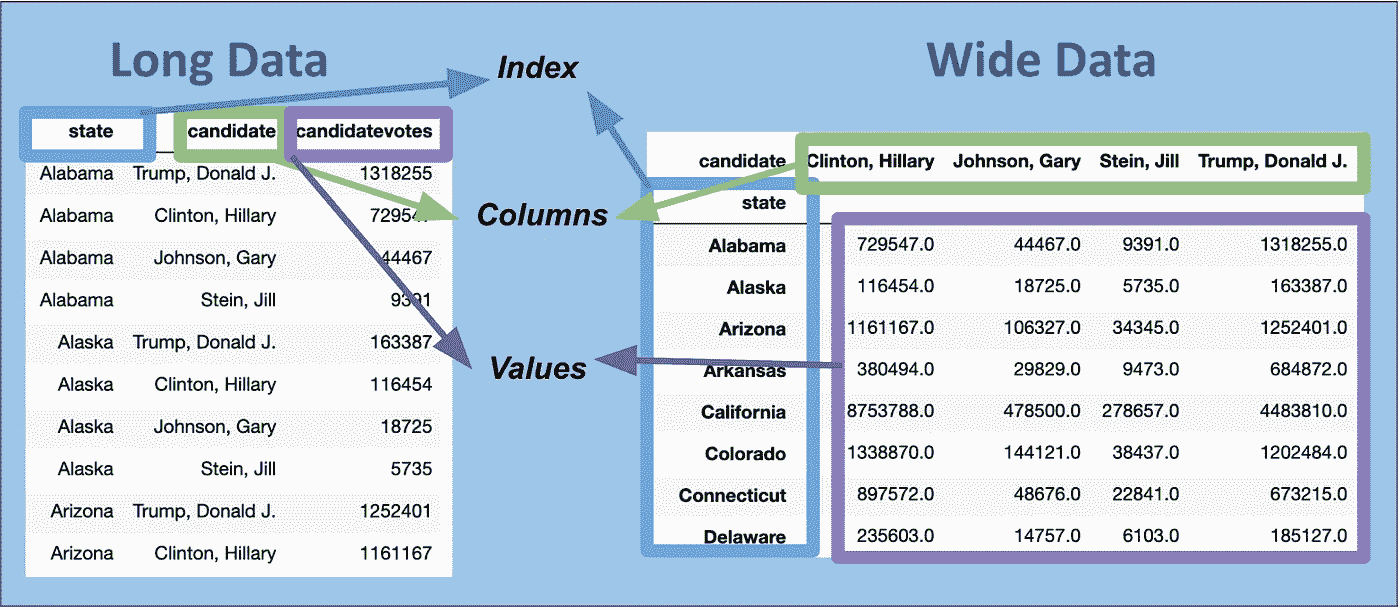 Long Data
Index
Wide Data
state candidate candidatevotes
Alabama Trump, Donald J. 1318255
Alabama Clinton, Hillary 729547
Alabama Johnson, Gary 44467
Alabama Stein, Jill 9391
Alaska Trump, Donald J. 163387
Alaska Clinton, Hillary 116454
Alaska Johnson, Gary 18725
Alaska Stein, Jill 5735
Arizona Trump, Donald J. 1252401
Arizona Clinton, Hillary 1161167
Columns
Values
candidate Clinton, Hillary Johnson, Gary Stein, Jill Trump, Donald J.
state
Alabama 729547.0 44467.0 9391.0 1318255.0
Alaska 116454.0 18725.0 5735.0 163387.0
Arizona 1161167.0 106327.0 34345.0 1252401.0
Arkansas 380494.0 29829.0 9473.0 684872.0
California 8753788.0 478500.0 278657.0 4483810.0
Colorado 1338870.0 144121.0 38437.0 1202484.0
Connecticut 897572.0 48676.0 22841.0 673215.0
Delaware 235603.0 14757.0 6103.0 185127.0